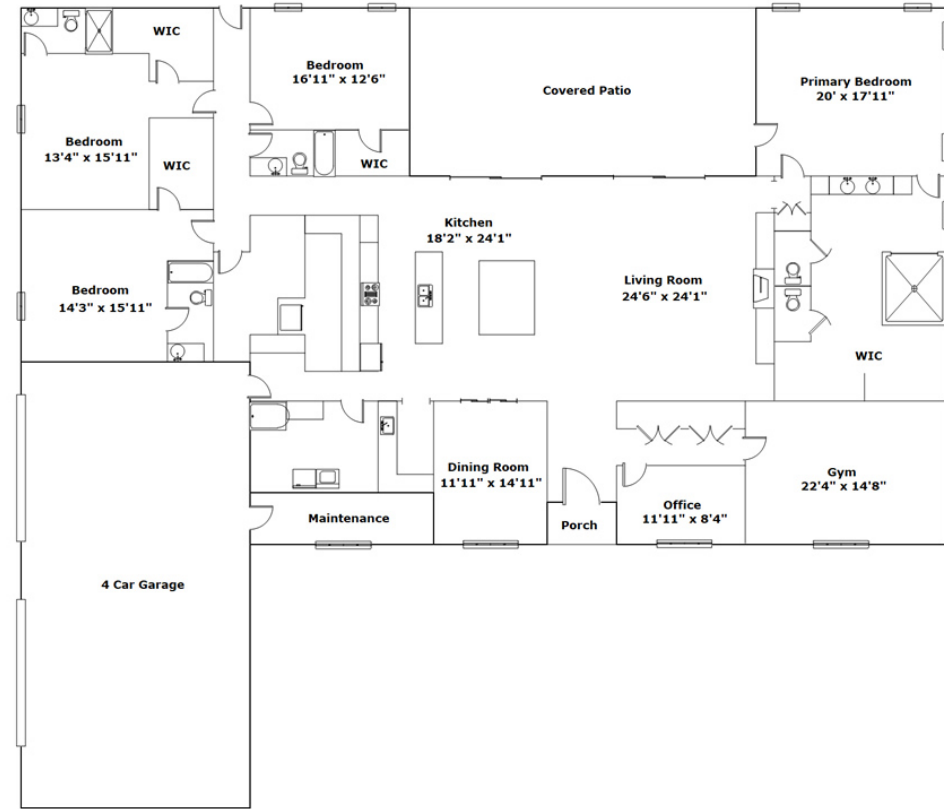 WIC
Bedroom
16'11" x 12'6"
Covered Patio
Primary Bedroom
20' x 17'11"
Bedroom
13'4" x 15'11"
WIC
WIC
Kitchen
18'2" x 24'1"
Bedroom
14'3" x 15'11"
Living Room
24'6" x 24'1"
WIC
Dining Room
11'11" x 14'11"
Gym
22'4" x 14'8"
Office
11'11" x 8'4"
Maintenance
Porch
4 Car Garage